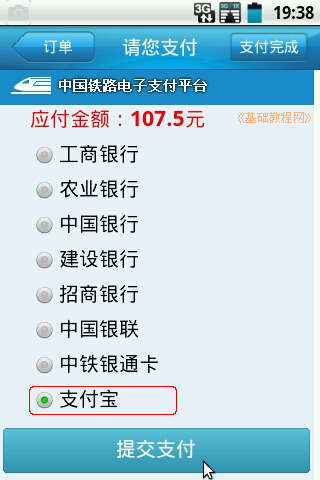 3G 19:38
订单 请您支付 支付完成
中国铁路电子支付平台
应付金额：107.5元
《基础教程网》
工商银行
农业银行
中国银行
建设银行
招商银行
中国银联
中铁银通卡
支付宝
提交支付